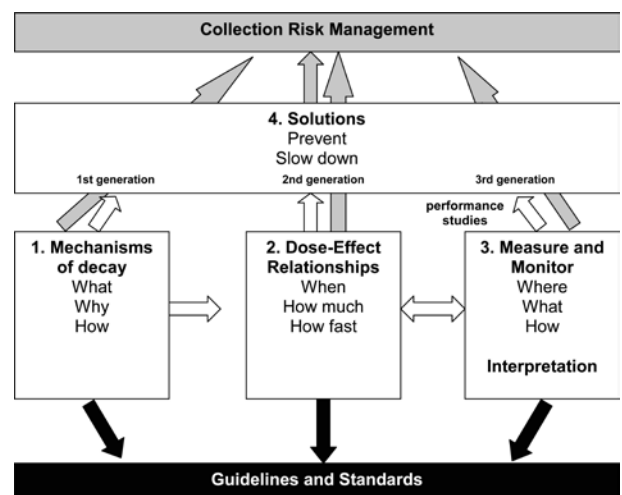 Collection Risk Management
4. Solutions
Prevent
Slow down
1st generation
2nd generation
3rd generation
performance
studies
1. Mechanisms
of decay
What
Why
How
2. Dose-Effect
Relationships
When
How much
How fast
3. Measure and
Monitor
Where
What
How
Interpretation
Guidelines and Standards